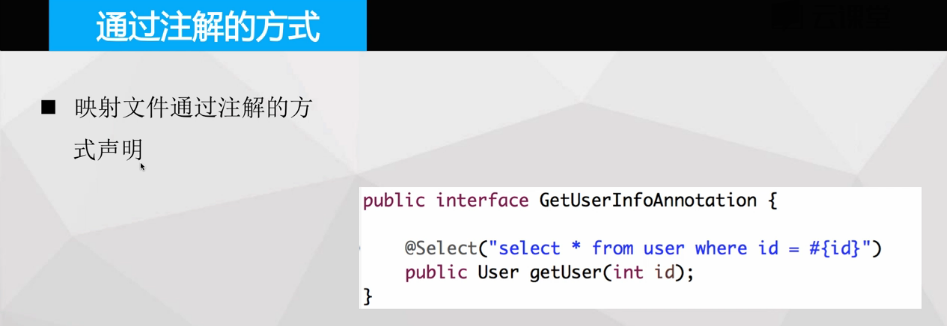 通过注解的方式
■ 映射文件通过注解的方
式声明
public interface GetUserInfoAnnotation {
@Select("select * from user where id = #{id}")
public User getUser(int id);
}